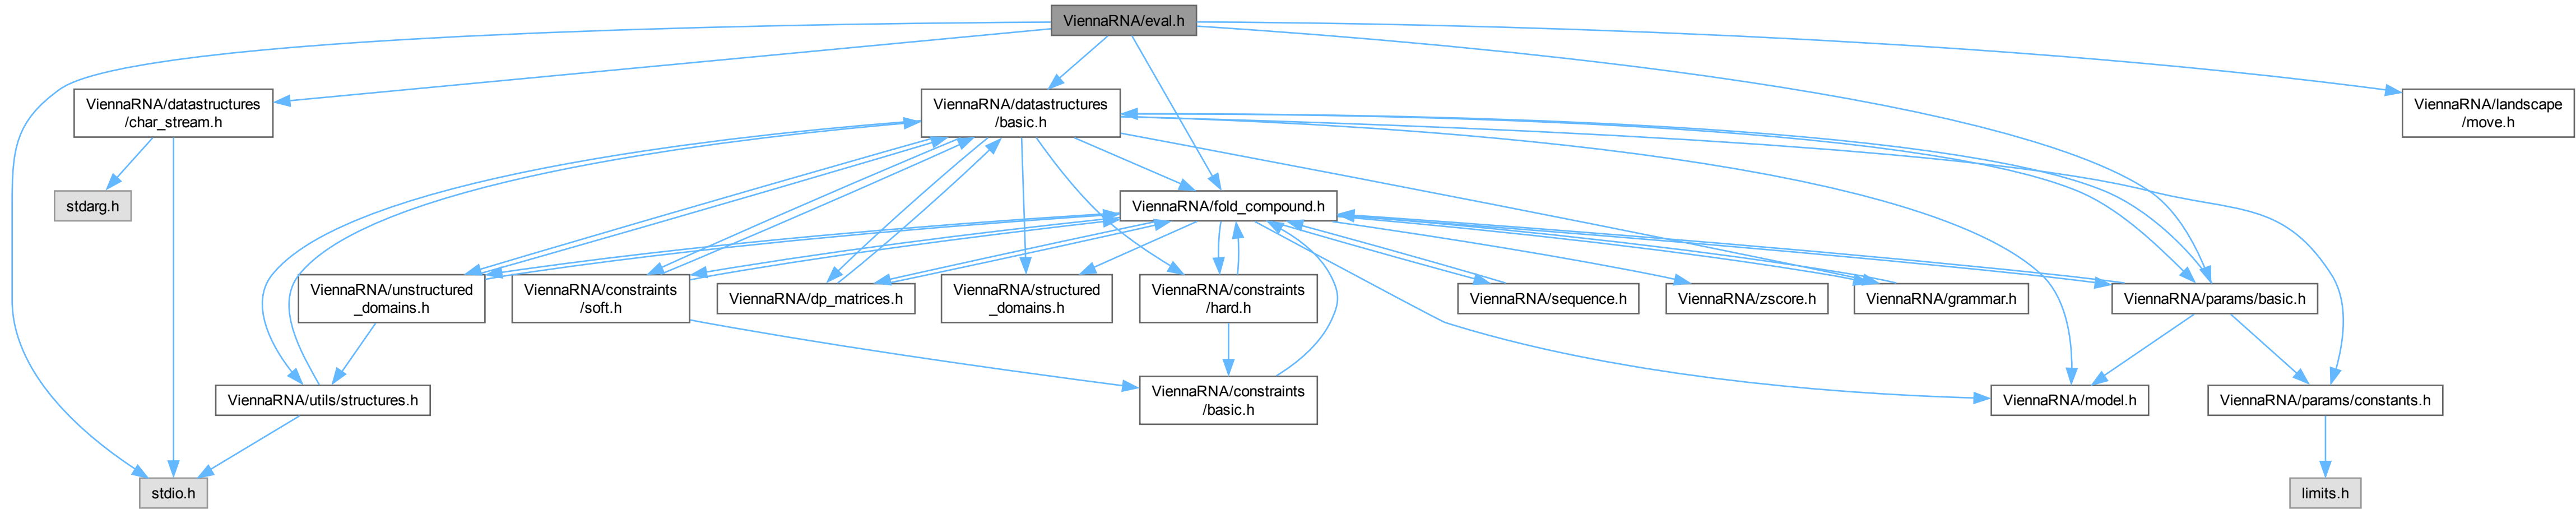 ViennaRNA/eval.h
ViennaRNA/datastructures
/char_stream.h
ViennaRNA/datastructures
/basic.h
ViennaRNA/landscape
/move.h
stdarg.h
ViennaRNA/fold_compound.h
ViennaRNA/unstructured
_domains.h
ViennaRNA/constraints
/soft.h
ViennaRNA/dp_matrices.h
ViennaRNA/structured
_domains.h
ViennaRNA/constraints
/hard.h
ViennaRNA/sequence.h
ViennaRNA/zscore.h
ViennaRNA/grammar.h
ViennaRNA/params/basic.h
ViennaRNA/utils/structures.h
ViennaRNA/constraints
/basic.h
ViennaRNA/model.h
ViennaRNA/params/constants.h
stdio.h
limits.h